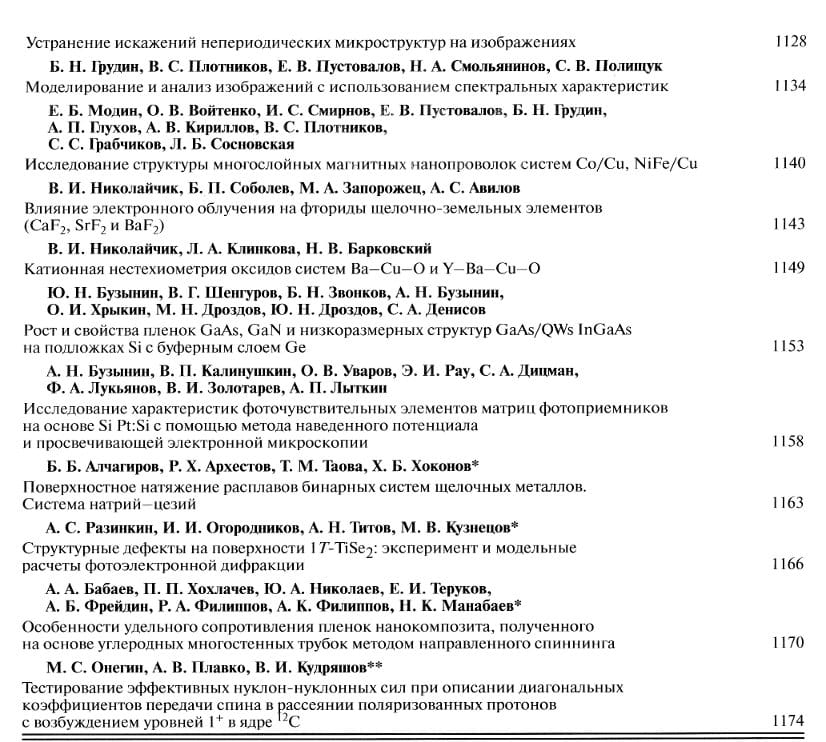 Устранение искажений непериодических микроструктур на изображениях 1128
Б. Н. Грудин, В. С. Плотников, Е. В. Пустовалов, Н. А. Смольянинов, С. В. Полищук
Моделирование и анализ изображений с использованием спектральных характеристик 1134
Е. Б. Модин, О. В. Войтенко, И. С. Смирнов, Е. В. Пустовалов, Б. Н. Грудин,
А. П. Глухов, А. В. Кириллов, В. С. Плотников,
С. С. Грабчиков, Л. Б. Сосновская
Исследование структуры многослойных магнитных нанопроволок систем Co/Cu, NiFe/Cu 1140
В. И. Николайчик, Б. П. Соболев, М. А. Запорожец, А. С. Авилов
Влияние электронного облучения на фториды щелочно-земельных элементов
(CaF₂, SrF₂ и BaF₂) 1143
В. И. Николайчик, Л. А. Клинкова, Н. В. Барковский
Катионная нестехиометрия оксидов систем Ba–Cu–O и Y–Ba–Cu–O 1149
Ю. Н. Бузынин, В. Г. Шенгуров, Б. Н. Звонков, А. Н. Бузынин,
О. И. Хрыкин, М. Н. Дроздов, Ю. Н. Дроздов, С. А. Денисов
Рост и свойства пленок GaAs, GaN и низкоразмерных структур GaAs/QWs InGaAs
на подложках Si с буферным слоем Ge 1153
А. Н. Бузынин, В. П. Калинушкин, О. В. Уваров, Э. И. Рау, С. А. Дицман,
Ф. А. Лукьянов, В. И. Золотарев, А. П. Лыткин
Исследование характеристик фоточувствительных элементов матриц фотоприемников
на основе Si Pt:Si с помощью метода наведенного потенциала
и просвечивающей электронной микроскопии 1158
Б. Б. Алчагиров, Р. Х. Архестов, Т. М. Таова, Х. Б. Хоконов*
Поверхностное натяжение расплавов бинарных систем щелочных металлов.
Система натрий–цезий 1163
А. С. Разинкин, И. И. Огородников, А. Н. Титов, М. В. Кузнецов*
Структурные дефекты на поверхности 1T-TiSe₂: эксперимент и модельные
расчеты фотоэлектронной дифракции 1166
А. А. Бабаев, П. П. Хохлачев, Ю. А. Николаев, Е. И. Теруков,
А. Б. Фрейдин, Р. А. Филиппов, А. К. Филиппов, Н. К. Манабаев*
Особенности удельного сопротивления пленок нанокомпозита, полученного
на основе углеродных многостенных трубок методом направленного спиннинга 1170
М. С. Онегин, А. В. Плавко, В. И. Кудряшов**
Тестирование эффективных нуклон-нуклонных сил при описании диагональных
коэффициентов передачи спина в рассеянии поляризованных протонов
с возбуждением уровней 1⁺ в ядре ¹²C 1174